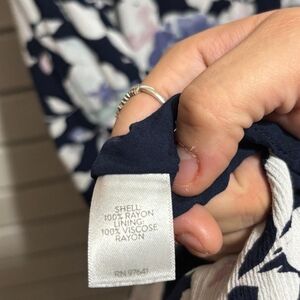 SHELL:
100% RAYON
LINING:
100% VISCOSE
RAYON
RN 97641